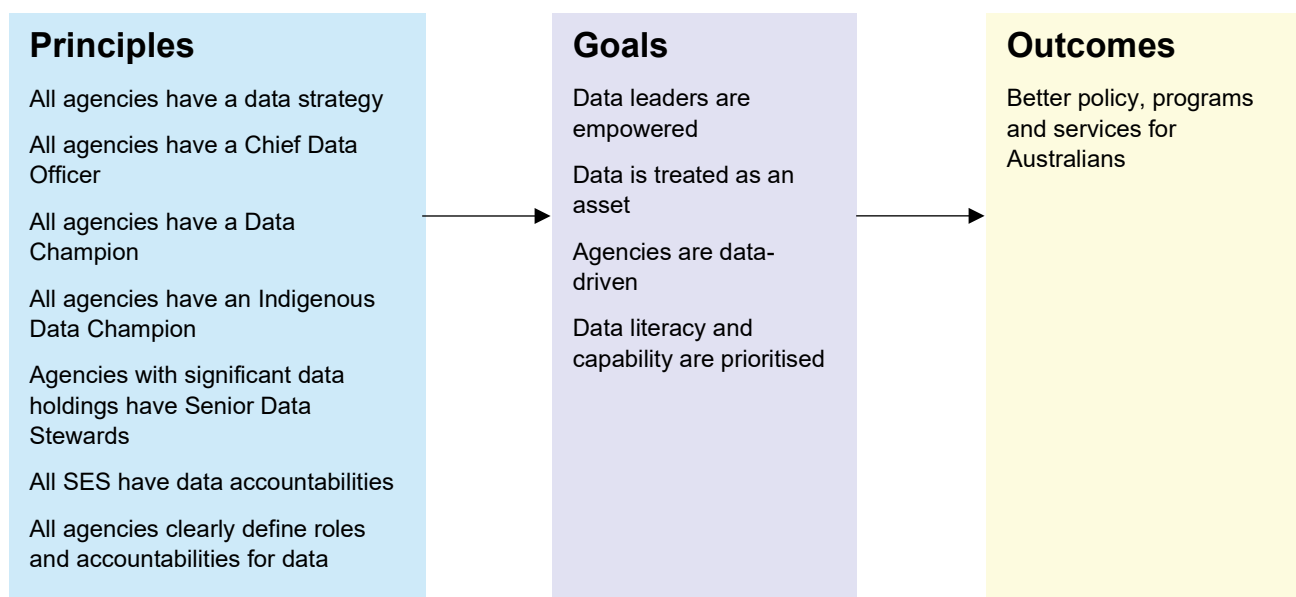 Principles
All agencies have a data strategy
All agencies have a Chief Data
Officer
All agencies have a Data
Champion
All agencies have an Indigenous
Data Champion
Agencies with significant data
holdings have Senior Data
Stewards
All SES have data accountabilities
All agencies clearly define roles
and accountabilities for data
Goals
Data leaders are
empowered
Data is treated as an
asset
Agencies are data-
driven
Data literacy and
capability are prioritised
Outcomes
Better policy, programs
and services for
Australians